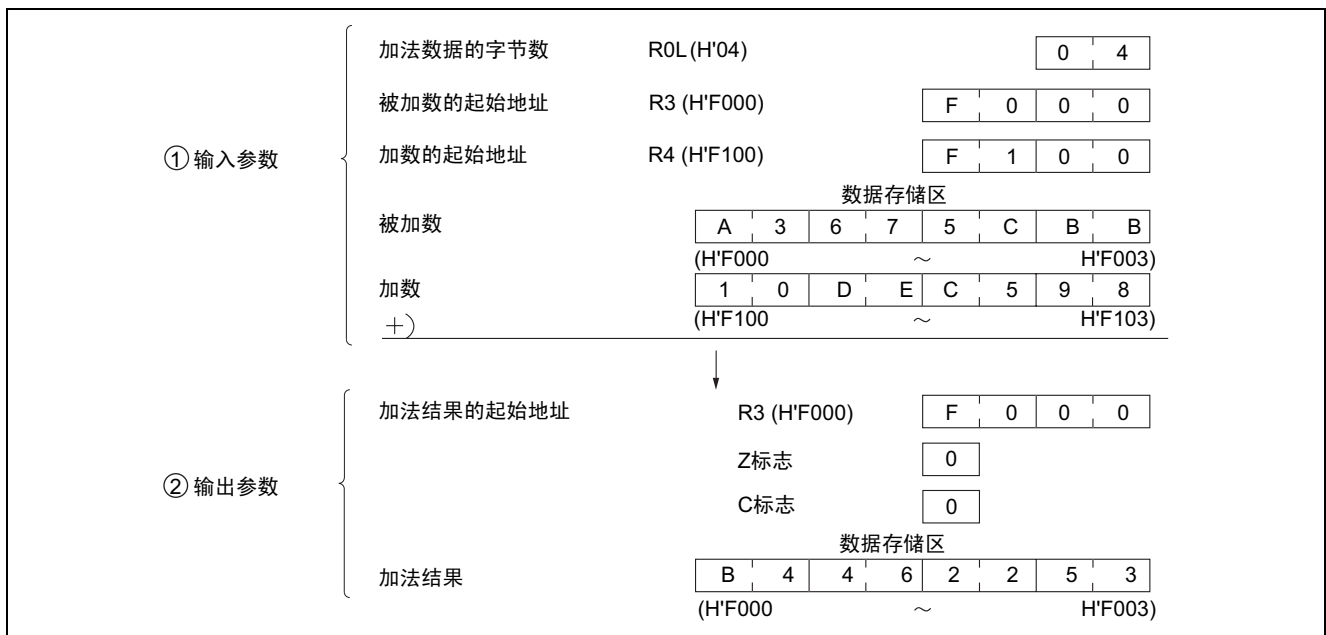 加法数据的字节数 R0L(H'04) 0 4
被加数的起始地址 R3 (H'F000) F 0 0 0
① 输入参数 加数的起始地址 R4 (H'F100) F 1 0 0
数据存储区
被加数 A 3 6 7 5 C B B
(H'F000 ～ H'F003)
加数 1 0 D E C 5 9 8
+) (H'F100 ～ H'F103)
加法结果的起始地址 R3 (H'F000) F 0 0 0
Z标志 0
② 输出参数
C标志 0
数据存储区
加法结果 B 4 4 6 2 2 5 3
(H'F000 ～ H'F003)